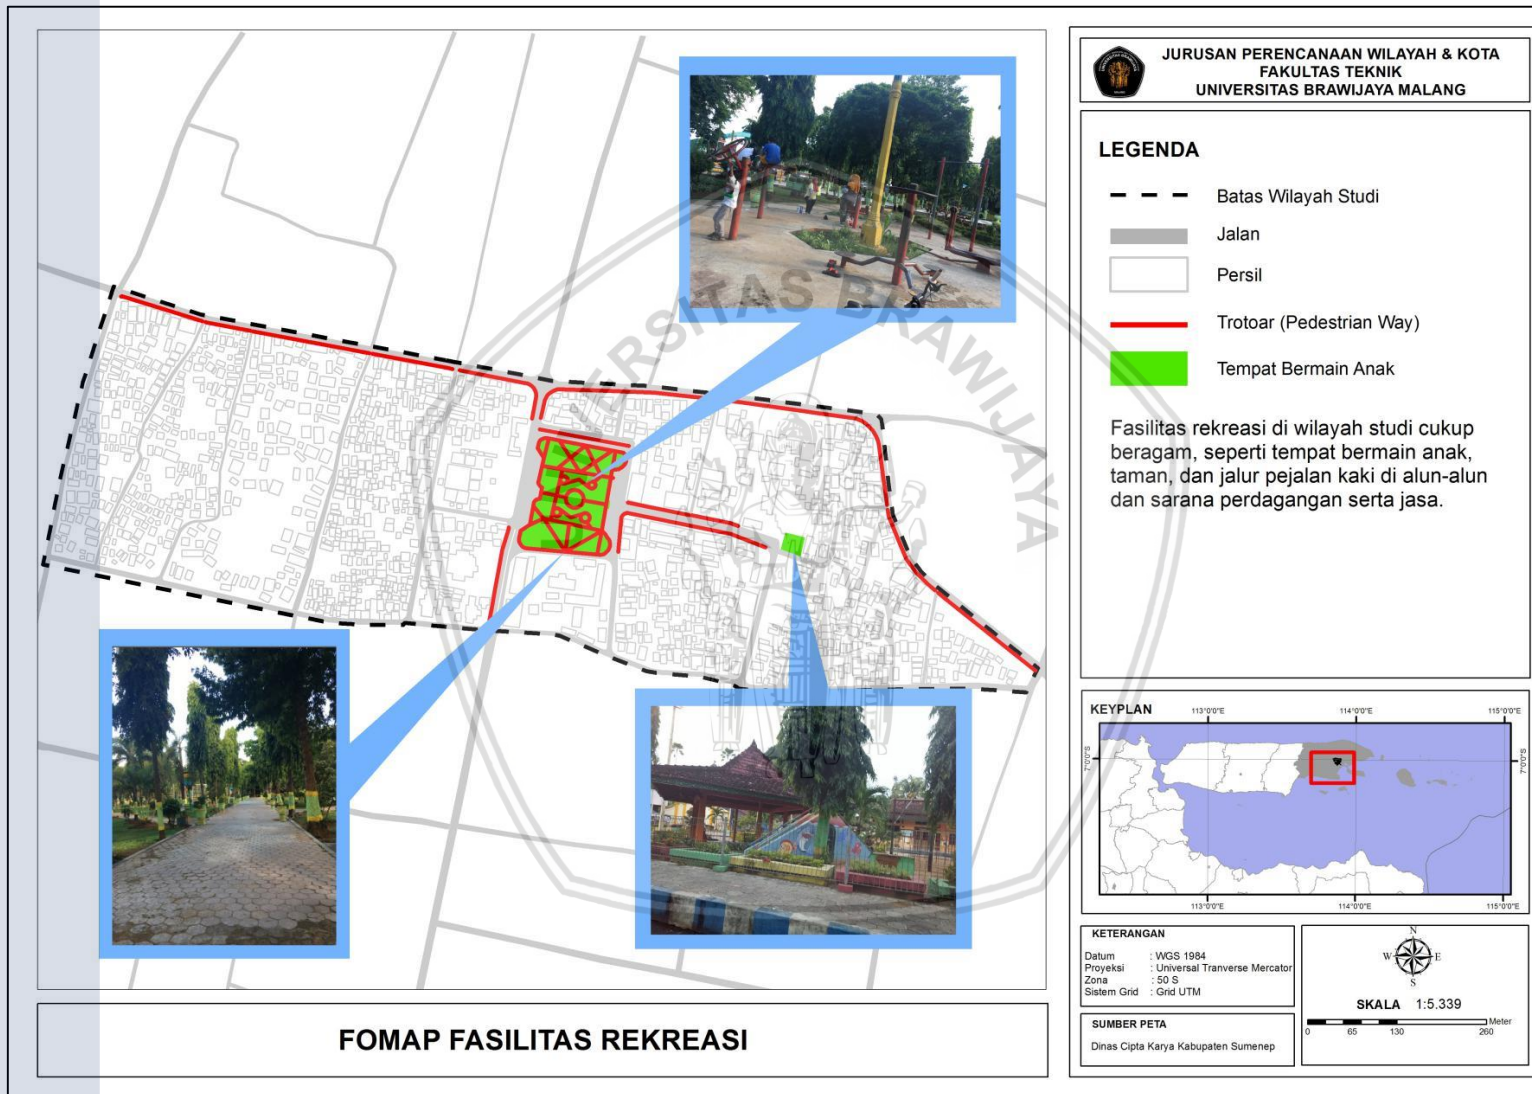 JURUSAN PERENCANAAN WILAYAH & KOTA
FAKULTAS TEKNIK
UNIVERSITAS BRAWIJAYA MALANG
LEGENDA
Batas Wilayah Studi
Jalan
Persil
Trotoar (Pedestrian Way)
Tempat Bermain Anak
Fasilitas rekreasi di wilayah studi cukup
beragam, seperti tempat bermain anak,
taman, dan jalur pejalan kaki di alun-alun
dan sarana perdagangan serta jasa.
UNIVERSITAS BRAWIJAYA
KEYPLAN
113°0'0"E 114°0'0"E 115°0'0"E
7°0'0"S 7°0'0"S
113°0'0"E 114°0'0"E 115°0'0"E
KETERANGAN
Datum : WGS 1984
Proyeksi : Universal Tranverse Mercator
Zona : 50 S
Sistem Grid : Grid UTM
SUMBER PETA
Dinas Cipta Karya Kabupaten Sumenep
N
W E
S
SKALA 1:5.339
Meter
0 65 130 260
FOMAP FASILITAS REKREASI